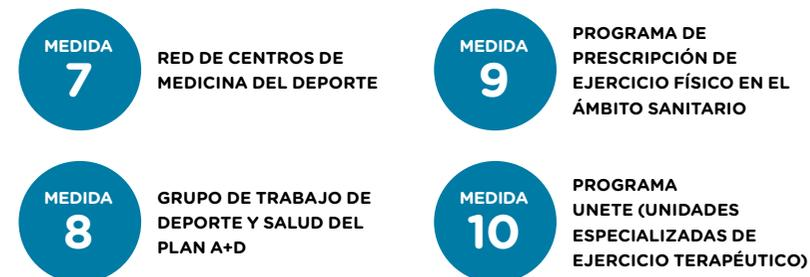 MEDIDA
7
RED DE CENTROS DE
MEDICINA DEL DEPORTE
MEDIDA
8
GRUPO DE TRABAJO DE
DEPORTE Y SALUD DEL
PLAN A+D
MEDIDA
9
PROGRAMA DE
PRESCRIPCIÓN DE
EJERCICIO FÍSICO EN EL
ÁMBITO SANITARIO
MEDIDA
10
PROGRAMA
UNETE (UNIDADES
ESPECIALIZADAS DE
EJERCICIO TERAPÉUTICO)